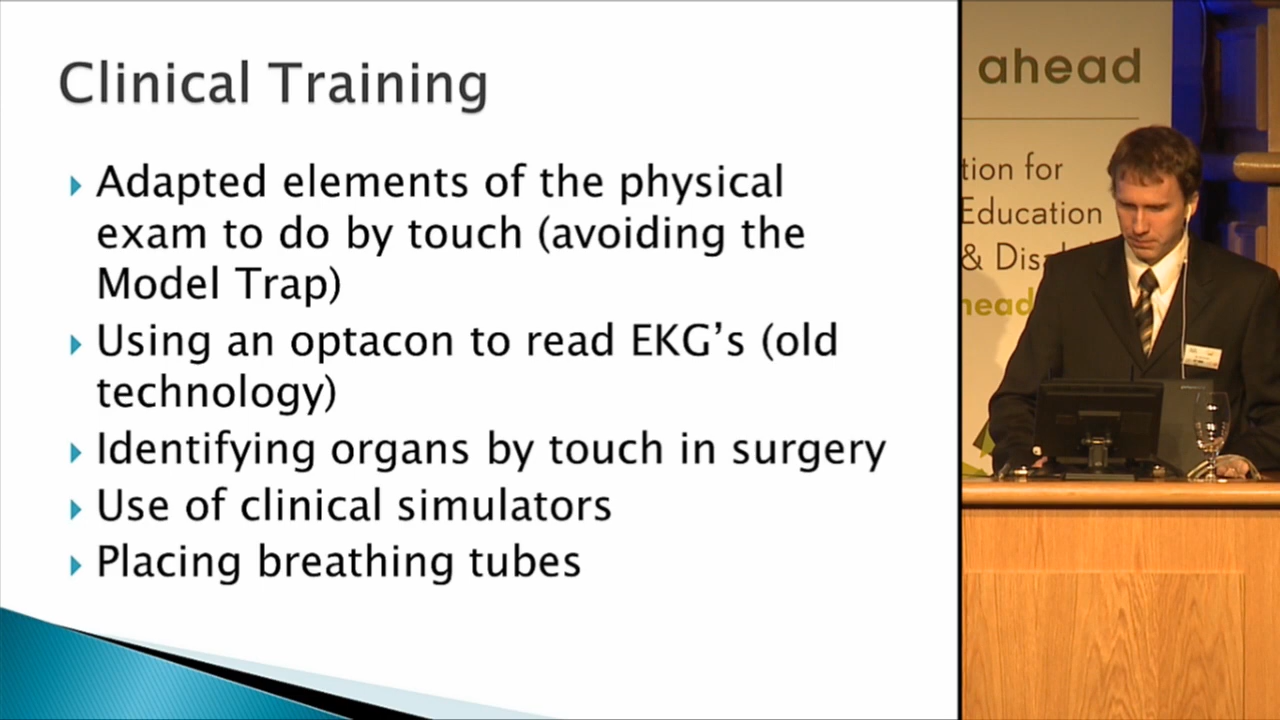 Clinical Training
Adapted elements of the physical
exam to do by touch (avoiding the
Model Trap)
Using an optacon to read EKG's (old
technology)
Identifying organs by touch in surgery
Use of clinical simulators
Placing breathing tubes
ahead
tion for
Education
& Disa
head